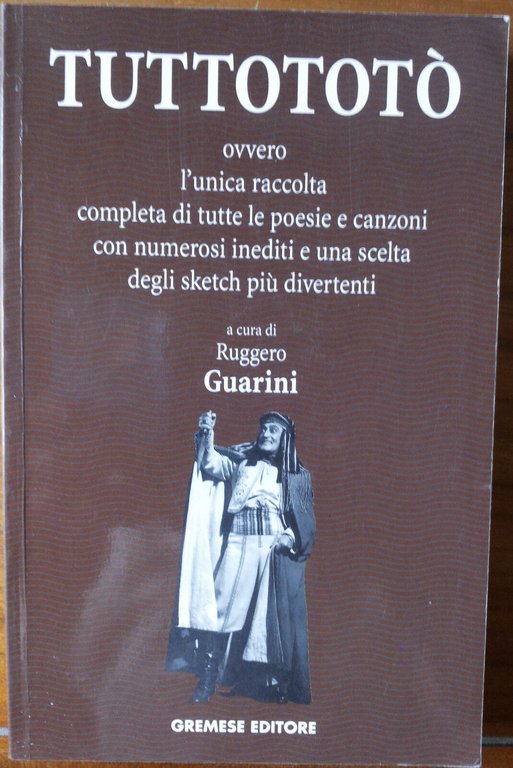 TUTTOTOTÒ
ovvero
l'unica raccolta
completa di tutte le poesie e canzoni
con numerosi inediti e una scelta
degli sketch più divertenti
a cura di
Ruggero
Guarini
GREMESE EDITORE